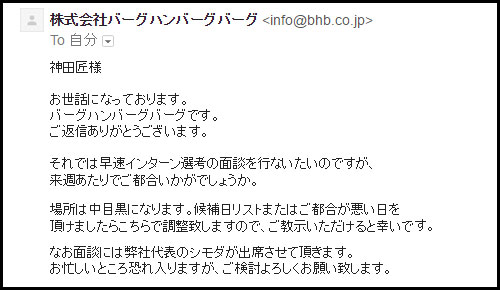 株式会社バーグハンバーグバーグ <info@bhb.co.jp>
To 自分
神田匠様
お世話になっております。
バーグハンバーグバーグです。
ご返信ありがとうございます。
それでは早速インターン選考の面談を行ないたいのですが、
来週あたりでご都合いかがでしょうか。
場所は中目黒になります。候補日リストまたはご都合が悪い日を
頂けましたらこちらで調整致しますので、ご教示いただけると幸いです。
なお面談には弊社代表のシモダが出席させて頂きます。
お忙しいところ恐れ入りますが、ご検討よろしくお願い致します。